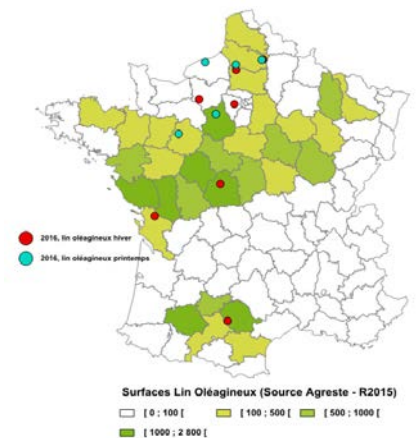 2016, lin oléagineux hiver
2016, lin oléagineux printemps
Surfaces Lin Oléagineux (Source Agreste - R2015)
[ 0 ; 100 [ [ 100 ; 500 [ [ 500 ; 1000 [
[ 1000 ; 2 800 [